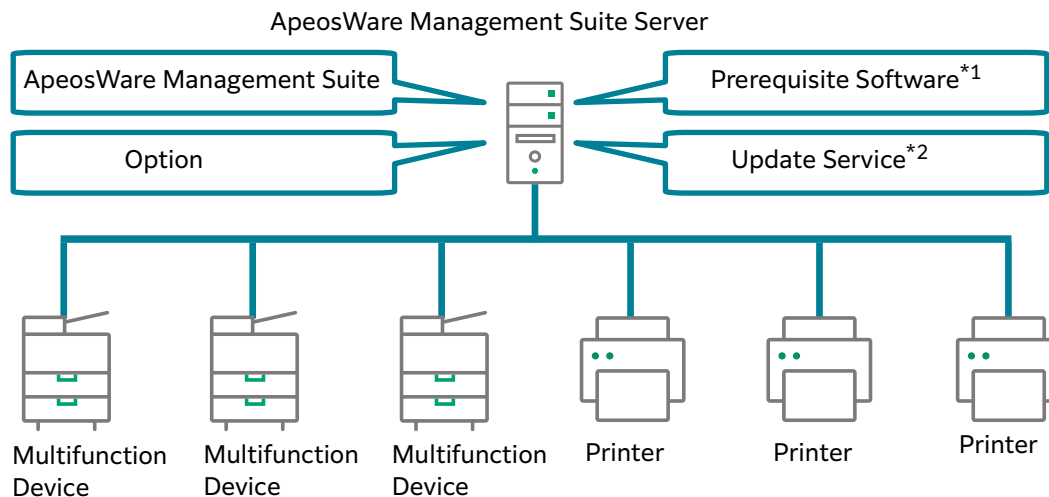 ApeosWare Management Suite Server
ApeosWare Management Suite
Prerequisite Software*1
Option
Update Service*2
Multifunction
Device
Multifunction
Device
Multifunction
Device
Printer
Printer
Printer